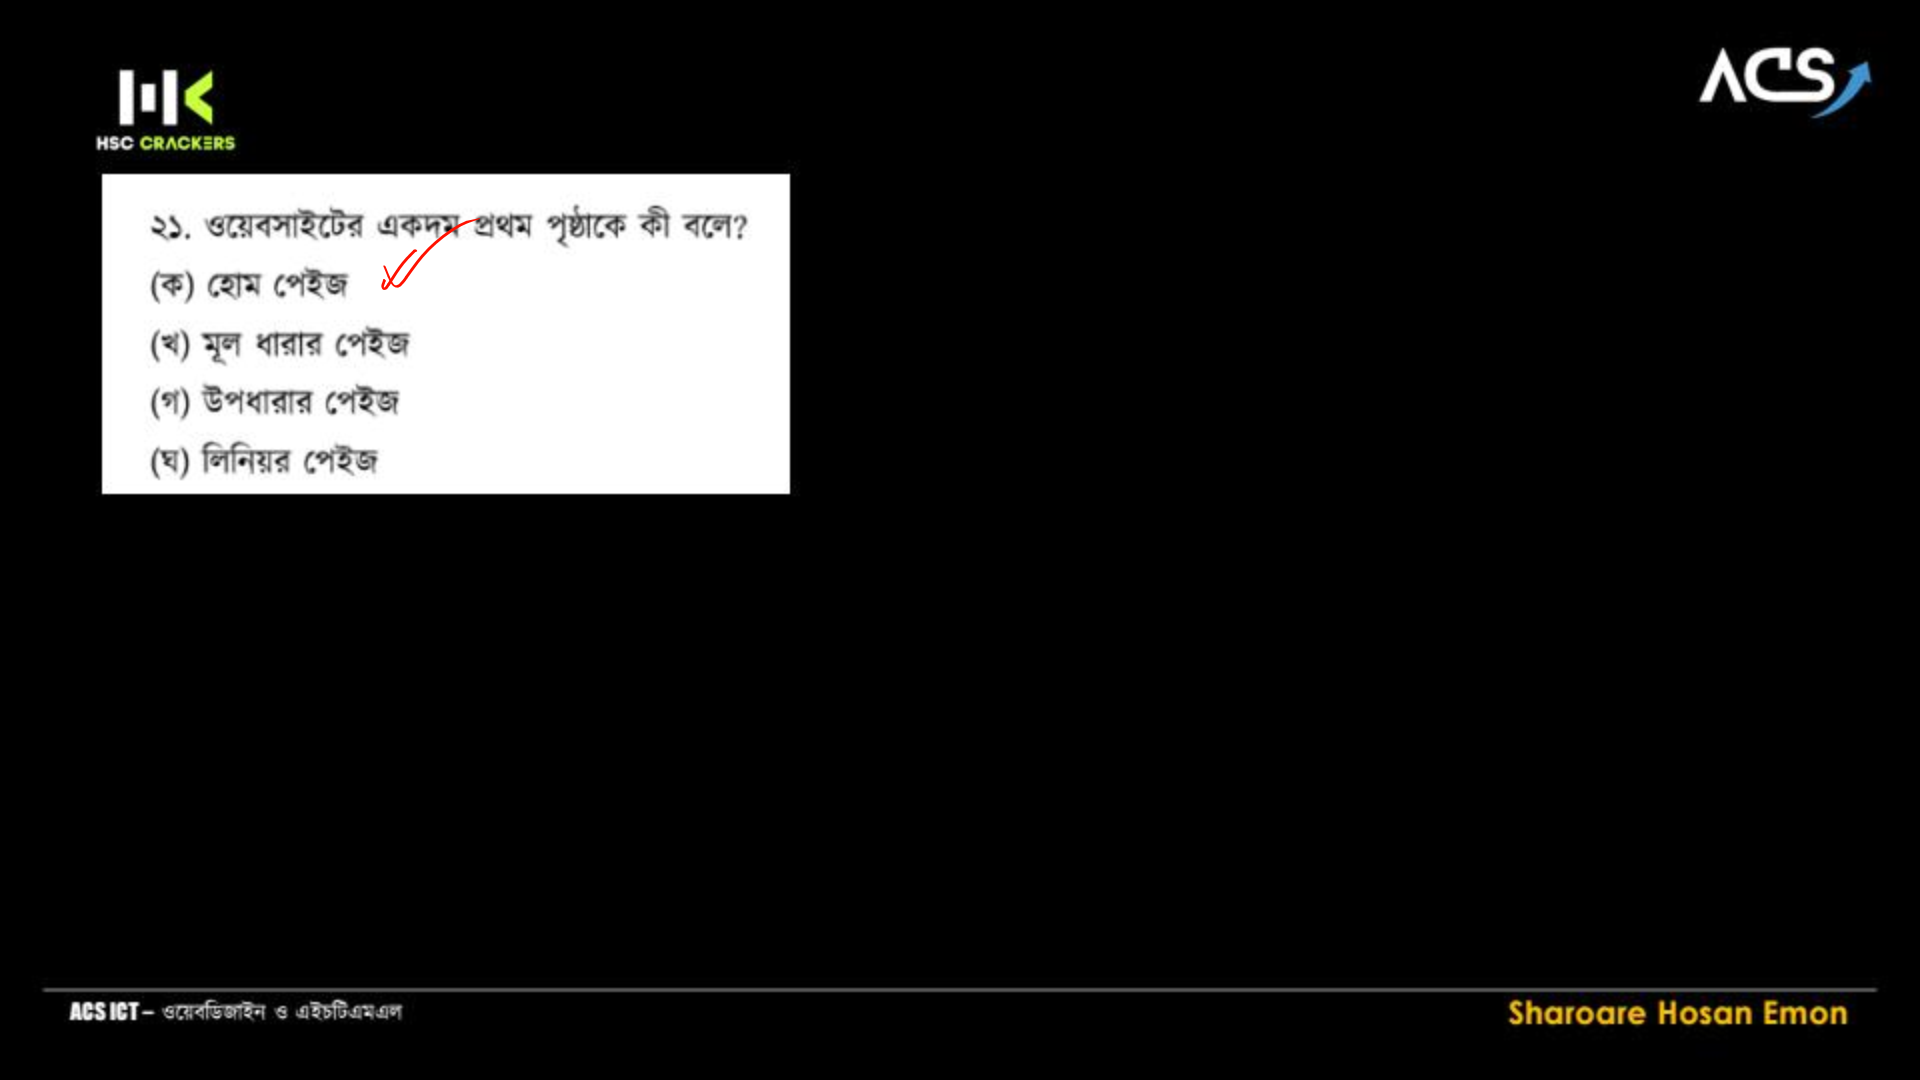 HSC CRACKERS
ACS
২১. ওয়েবসাইটের একদম প্রথম পৃষ্ঠাকে কী বলে?
(ক) হোম পেইজ
(খ) মূল ধারার পেইজ
(গ) উপধারার পেইজ
(ঘ) লিনিয়র পেইজ
ACS ICT – ওয়েবডিজাইন ও এইচটিএমএল
Sharoare Hosan Emon